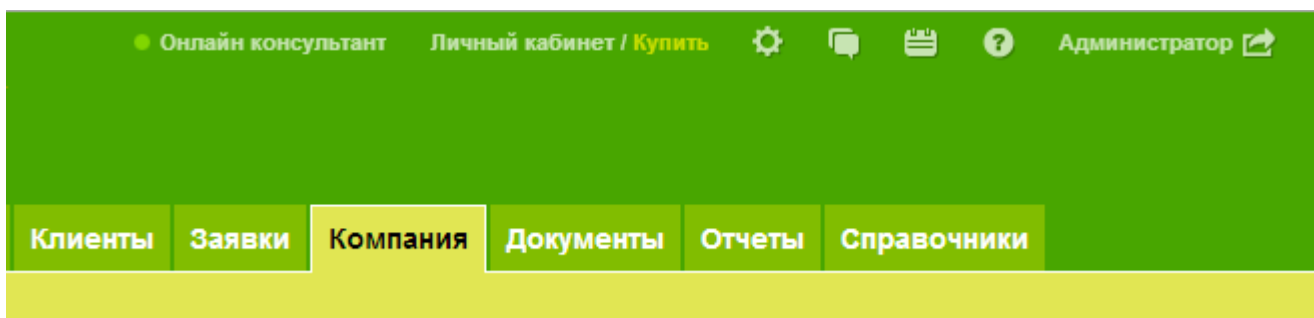 Онлайн консультант Личный кабинет / Купить ? Администратор
Клиенты Заявки Компания Документы Отчеты Справочники